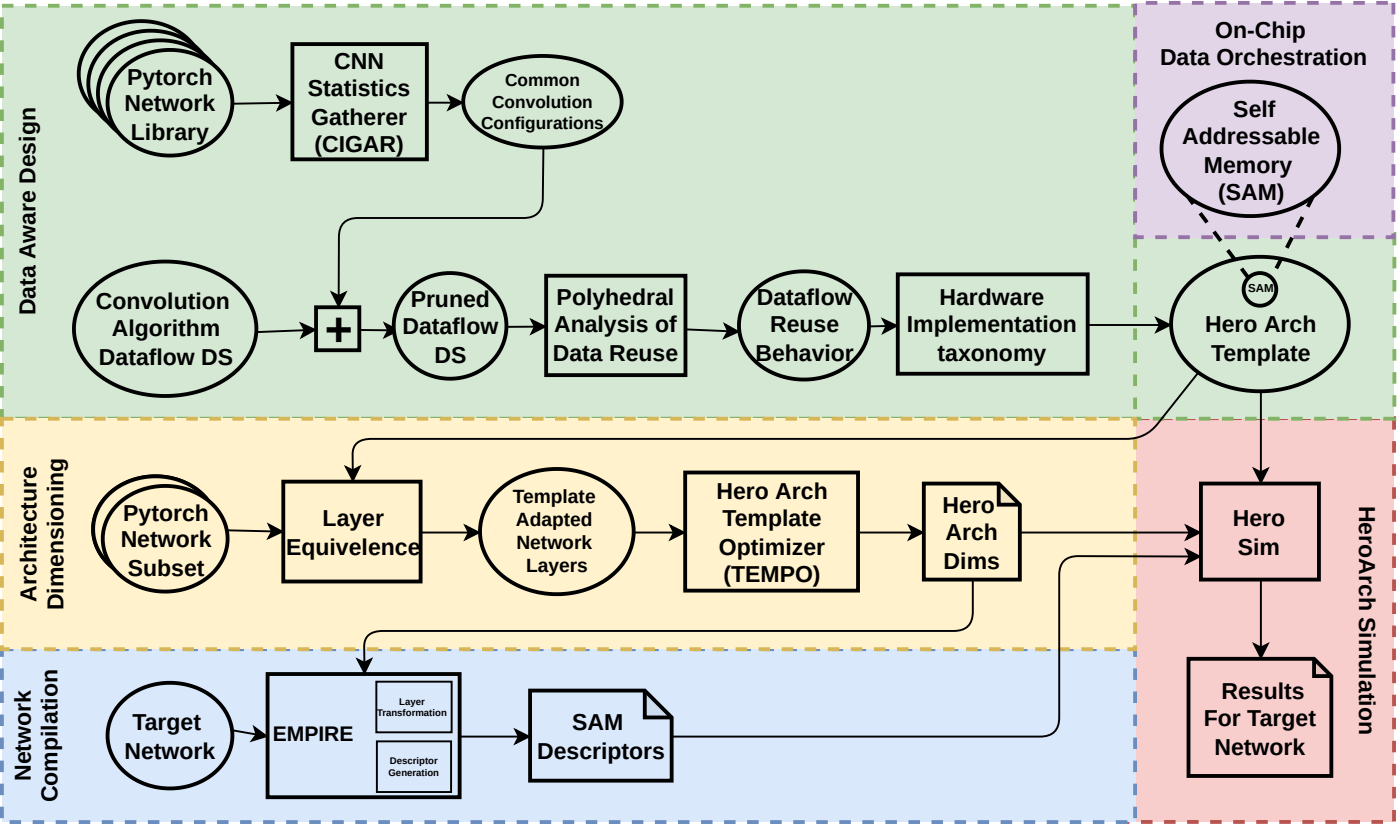 Data Aware Design
Pytorch
Network
Library
CNN
Statistics
Gatherer
(CIGAR)
Common
Convolution
Configurations
On-Chip
Data Orchestration
Self
Addressable
Memory
(SAM)
Convolution
Algorithm
Dataflow DS
+
Pruned
Dataflow
DS
Polyhedral
Analysis of
Data Reuse
Dataflow
Reuse
Behavior
Hardware
Implementation
taxonomy
SAM
Hero Arch
Template
Architecture
Dimensioning
Pytorch
Network
Subset
Layer
Equivelence
Template
Adapted
Network
Layers
Hero Arch
Template
Optimizer
(TEMPO)
Hero
Arch
Dims
Hero
Sim
HeroArch Simulation
Network
Compilation
Target
Network
EMPIRE
Layer
Transformation
Descriptor
Generation
SAM
Descriptors
Results
For Target
Network